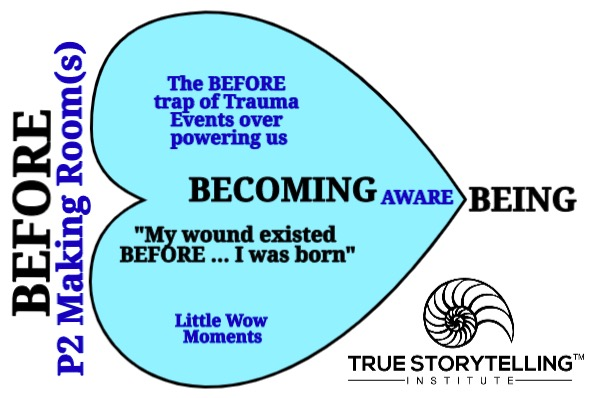 BEFORE
P2 Making Room(s)
The BEFORE
trap of Trauma
Events over
powering us
BECOMING AWARE BEING
"My wound existed
BEFORE ... I was born"
Little Wow
Moments
TRUE STORYTELLING™
INSTITUTE